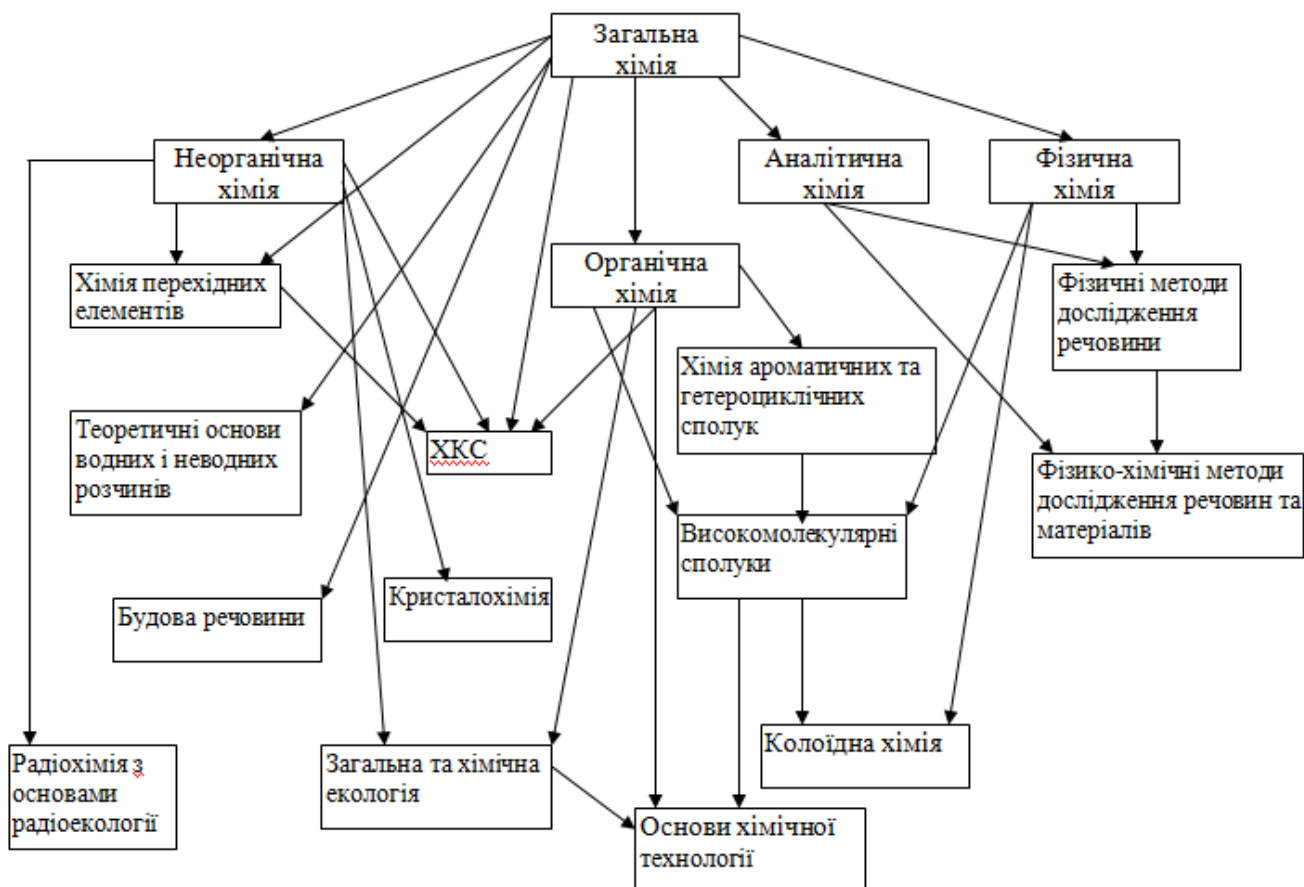 Загальна
хімія
Неорганічна
хімія
Аналітична
хімія
Фізична
хімія
Органічна
хімія
Хімія перехідних
елементів
Фізичні методи
дослідження
речовини
Хімія ароматичних та
гетероциклічних
сполук
Теоретичні основи
водних і неводних
розчинів
ХКС
Фізико-хімічні методи
дослідження речовин та
матеріалів
Високомолекулярні
сполуки
Кристалохімія
Будова речовини
Колоїдна хімія
Радіохімія з
основами
радіоекології
Загальна та хімічна
екологія
Основи хімічної
технології